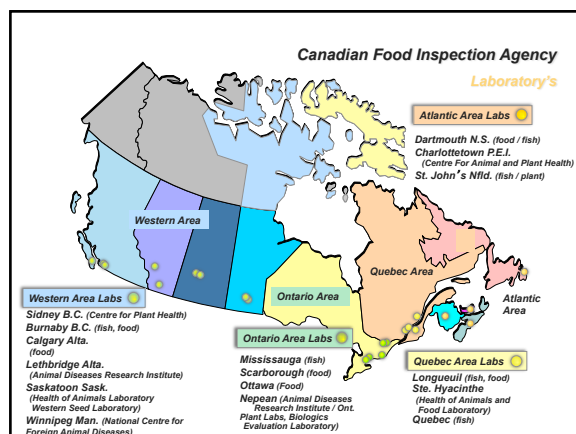 Canadian Food Inspection Agency
Laboratory's
Atlantic Area Labs
Dartmouth N.S. (food / fish)
Charlottetown P.E.I.
(Centre For Animal and Plant Health)
St. John's Nfld. (fish / plant)
Western Area
Quebec Area
Ontario Area
Atlantic
Area
Western Area Labs
Sidney B.C. (Centre for Plant Health)
Burnaby B.C. (fish, food)
Calgary Alta.
(food)
Lethbridge Alta.
(Animal Diseases Research Institute)
Saskatoon Sask.
(Health of Animals Laboratory
Western Seed Laboratory)
Winnipeg Man. (National Centre for
Foreign Animal Diseases)
Ontario Area Labs
Mississauga (fish)
Scarborough (food)
Ottawa (Food)
Nepean (Animal Diseases
Research Institute / Ont.
Plant Labs, Biologics
Evaluation Laboratory)
Quebec Area Labs
Longueuil (fish, food)
Ste. Hyacinthe
(Health of Animals and
Food Laboratory)
Quebec (fish)